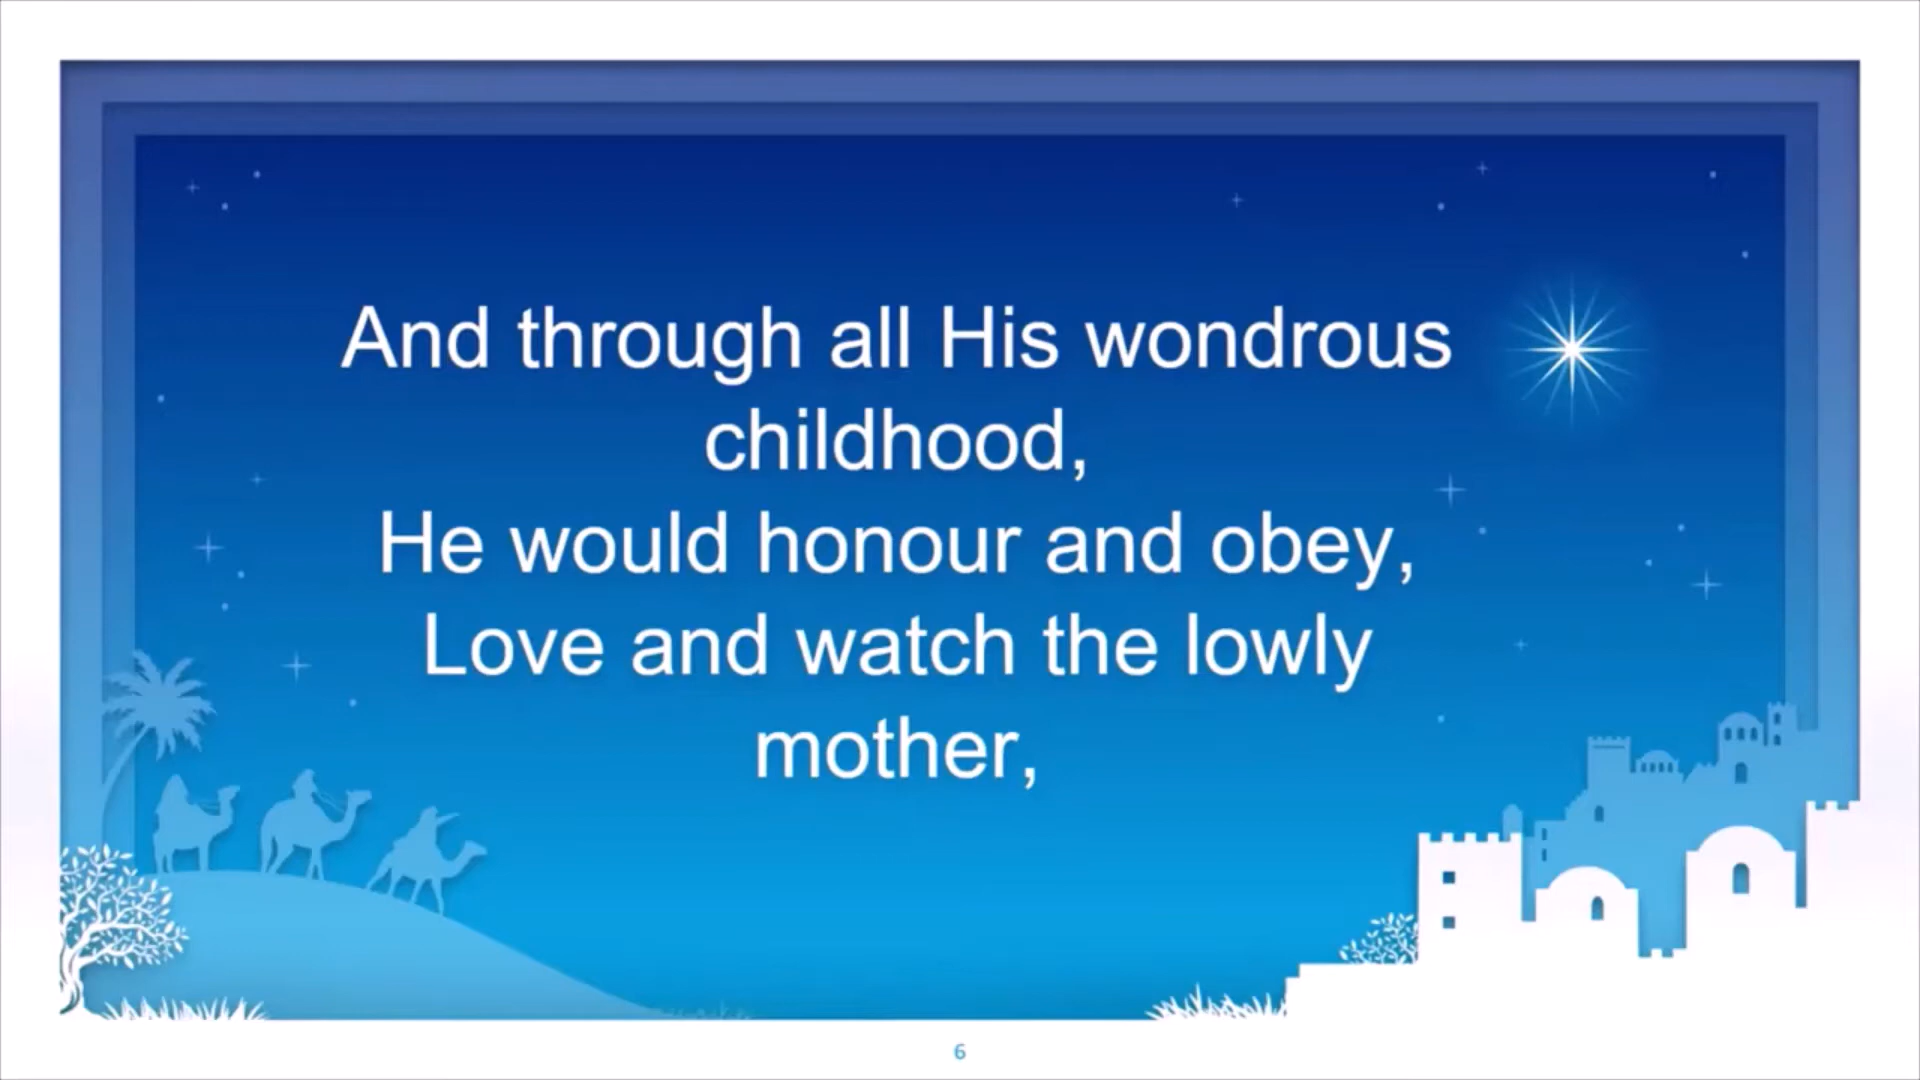 And through all His wondrous
childhood,
He would honour and obey,
Love and watch the lowly
mother,
6